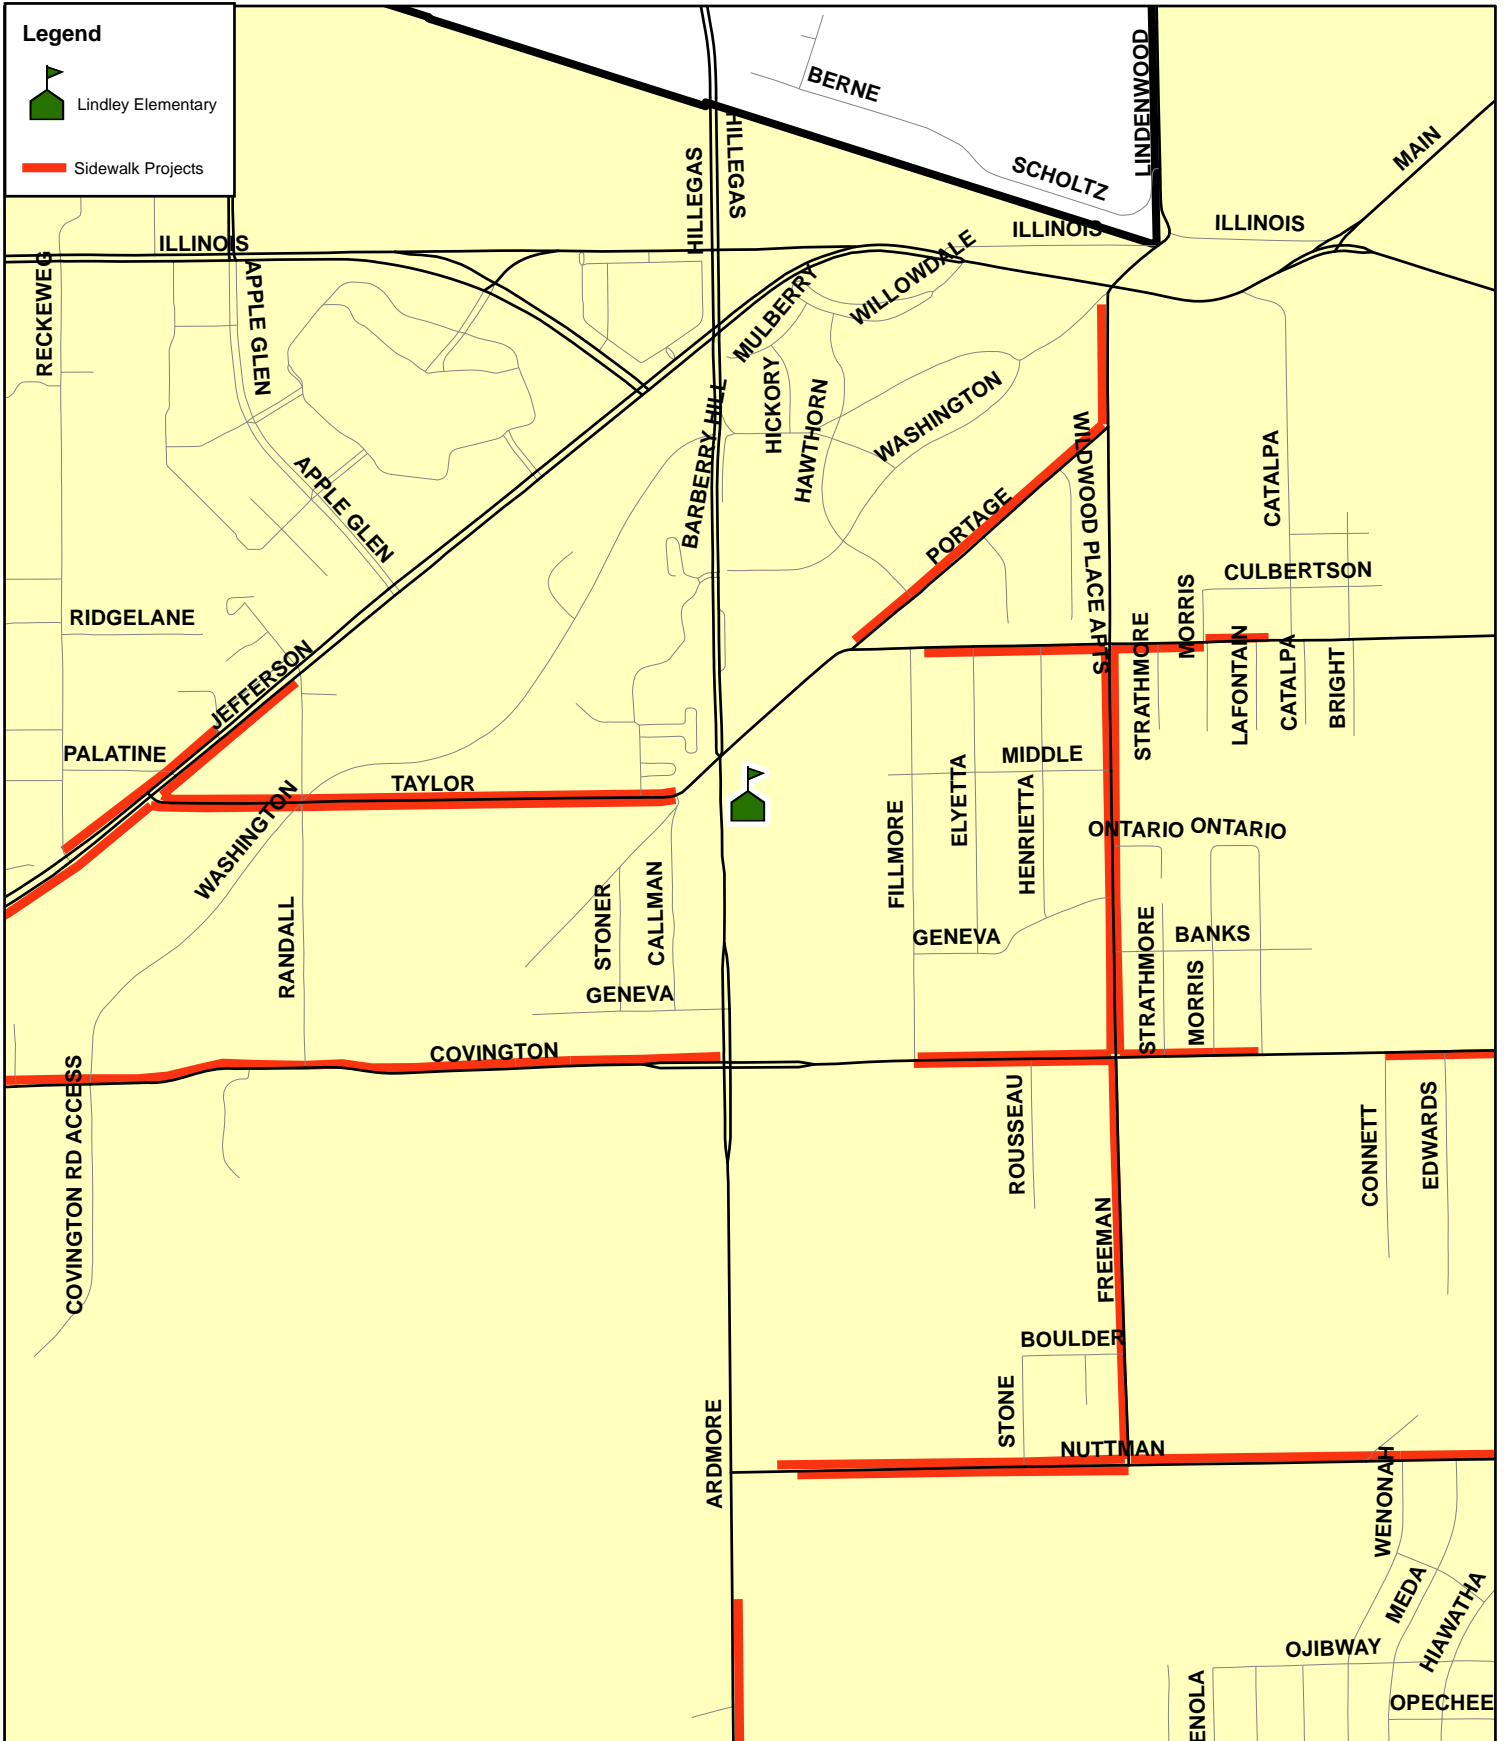 Legend
Lindley Elementary
Sidewalk Projects
BERNE
LINDENWOOD
HILLEGAS
HILLEGAS
MAIN
SCHOLTZ
ILLINOIS
ILLINOIS
ILLINOIS
RECKEWEG
APPLE GLEN
MULBERRY
WILLOWDALE
HICKORY
HAWTHORN
WASHINGTON
BARBERRY HILL
APPLE GLEN
PORTAGE
WILDWOOD PLACE APTS
CATALPA
CULBERTSON
RIDGELANE
MORRIS
STRATHMORE
LAFONTAIN
CATALPA
BRIGHT
JEFFERSON
PALATINE
TAYLOR
MIDDLE
ELYETTA
HENRIETTA
FILLMORE
ONTARIO
ONTARIO
WASHINGTON
RANDALL
STONER
CALLMAN
GENEVA
GENEVA
BANKS
STRATHMORE
MORRIS
COVINGTON
COVINGTON RD ACCESS
ROUSSEAU
CONNETT
EDWARDS
FREEMAN
BOULDER
STONE
ARDMORE
NUTTMAN
WENONAH
MEDA
HIAWATHA
OJIBWAY
ENOLA
OPECHEE